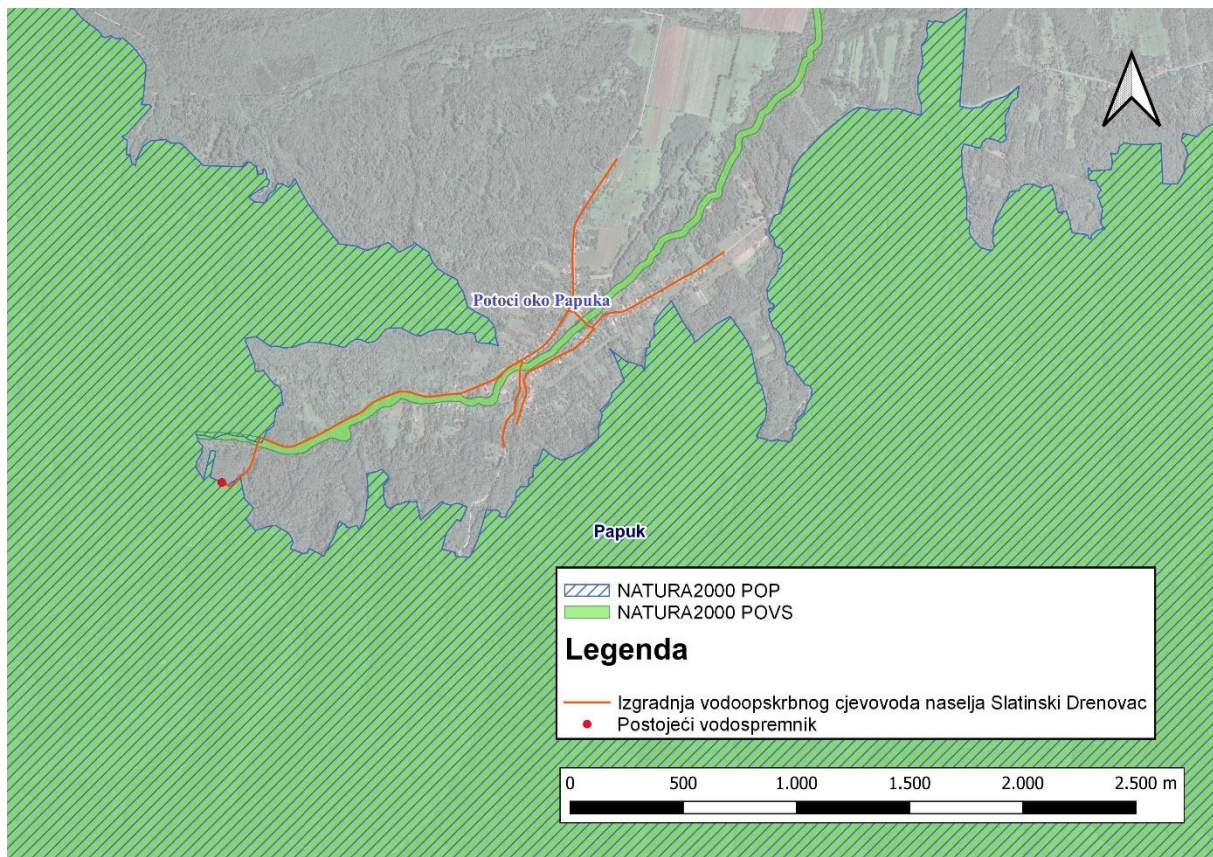 Potoci oko Papuka
Papuk
NATURA2000 POP
NATURA2000 POVS
Legenda
Izgradnja vodoopskrbnog cjevovoda naselja Slatinski Drenovac
Postojeći vodospremnik
0 500 1.000 1.500 2.000 2.500 m